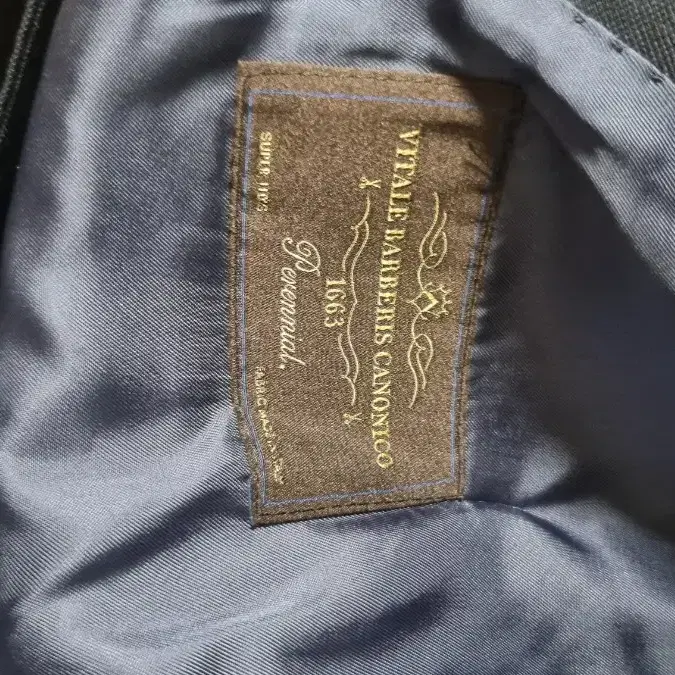 VITALE BARBERIS CANONICO
1663
Perennial.
SUPER 110'S
FABRIC MADE IN ITALY